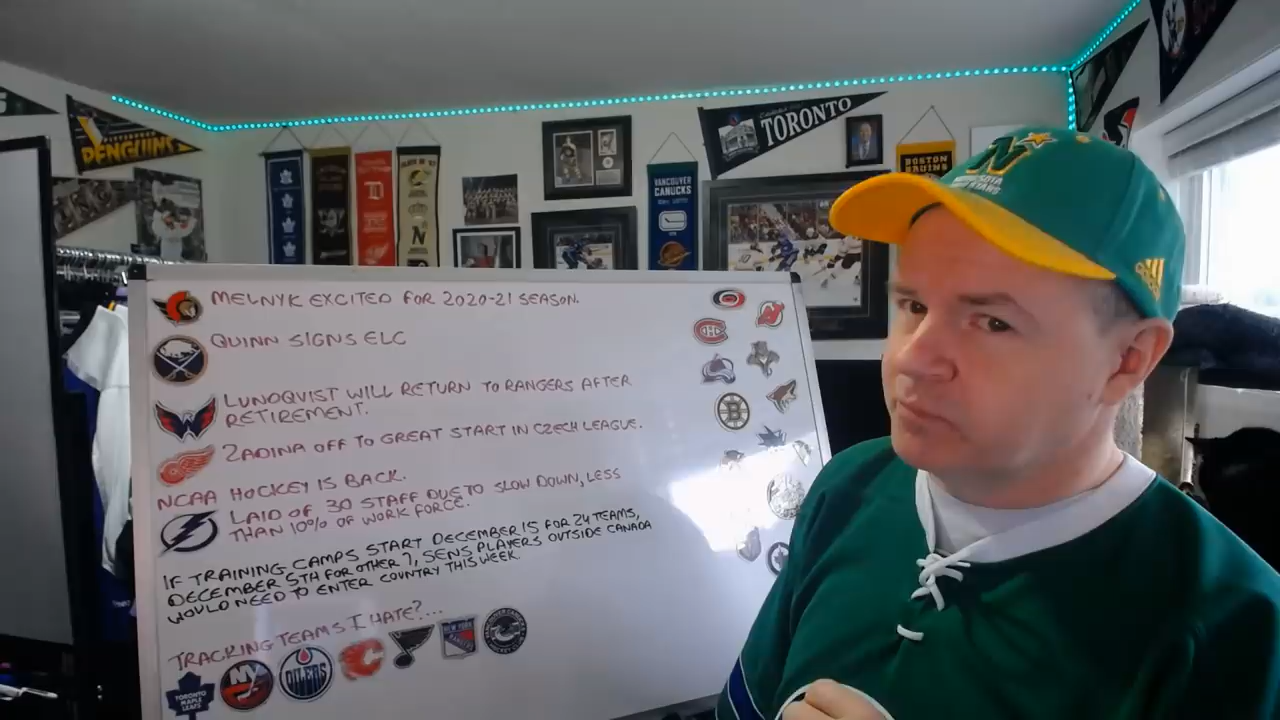 PENGUINS
TORONTO
BOSTON
BRUINS
VANCOUVER
CANUCKS
MINNESOTA
MELNYK EXCITED FOR 2020-21 SEASON.
QUINN SIGNS ELC
LUNDQVIST WILL RETURN TO RANGERS AFTER
RETIREMENT.
ZADINA OFF TO GREAT START IN CZECH LEAGUE.
NCAA HOCKEY IS BACK.
LAID OF 30 STAFF DUE TO SLOW DOWN, LESS
THAN 10% OF WORK FORCE.
IF TRAINING CAMPS START DECEMBER 15 FOR 24 TEAMS,
DECEMBER 5TH FOR OTHER 7, SENS PLAYERS OUTSIDE CANADA
WOULD NEED TO ENTER COUNTRY THIS WEEK.
TRACKING TEAMS I HATE?...
TORONTO
MAPLE
LEAFS
NY
OILERS